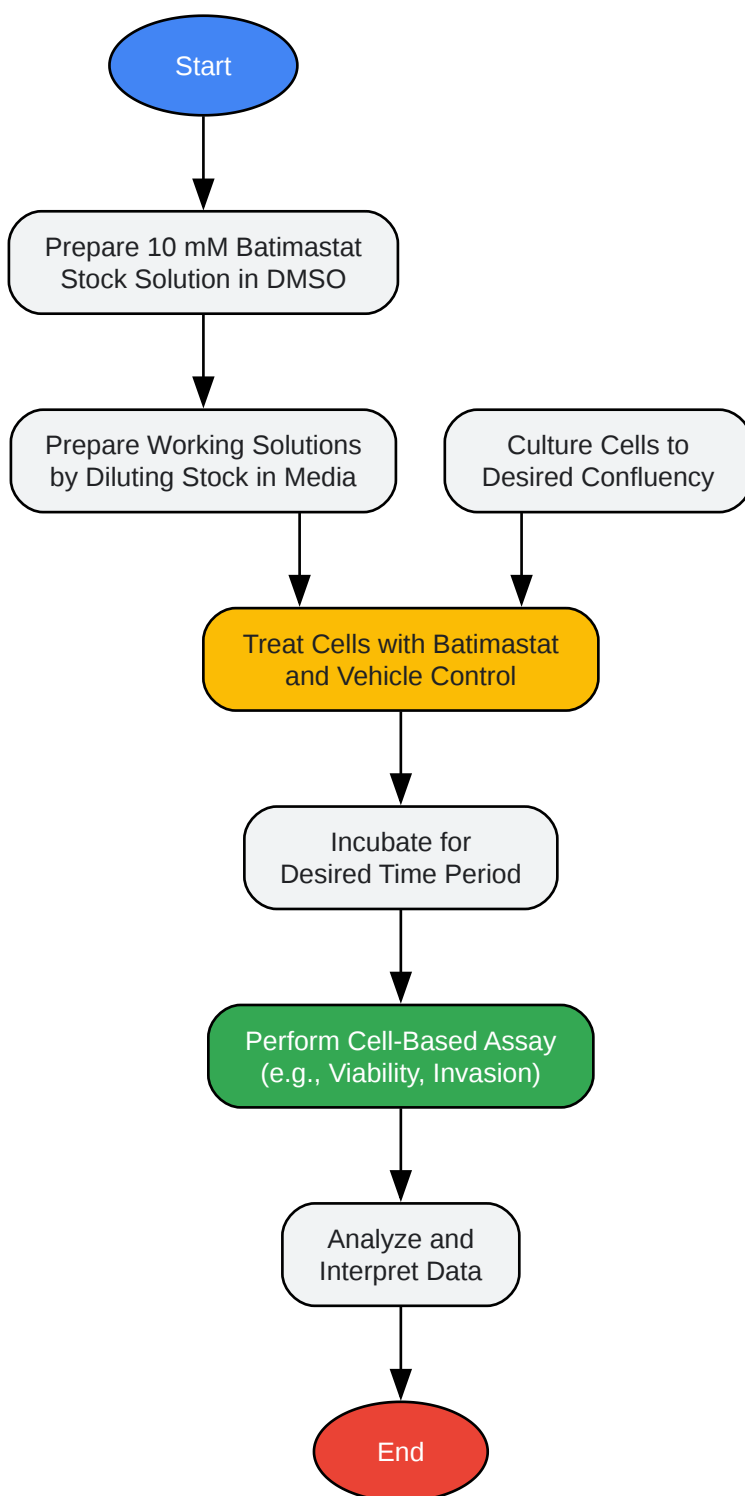 Start
Prepare 10 mM Batimastat
Stock Solution in DMSO
Prepare Working Solutions
by Diluting Stock in Media
Culture Cells to
Desired Confluency
Treat Cells with Batimastat
and Vehicle Control
Incubate for
Desired Time Period
Perform Cell-Based Assay
(e.g., Viability, Invasion)
Analyze and
Interpret Data
End